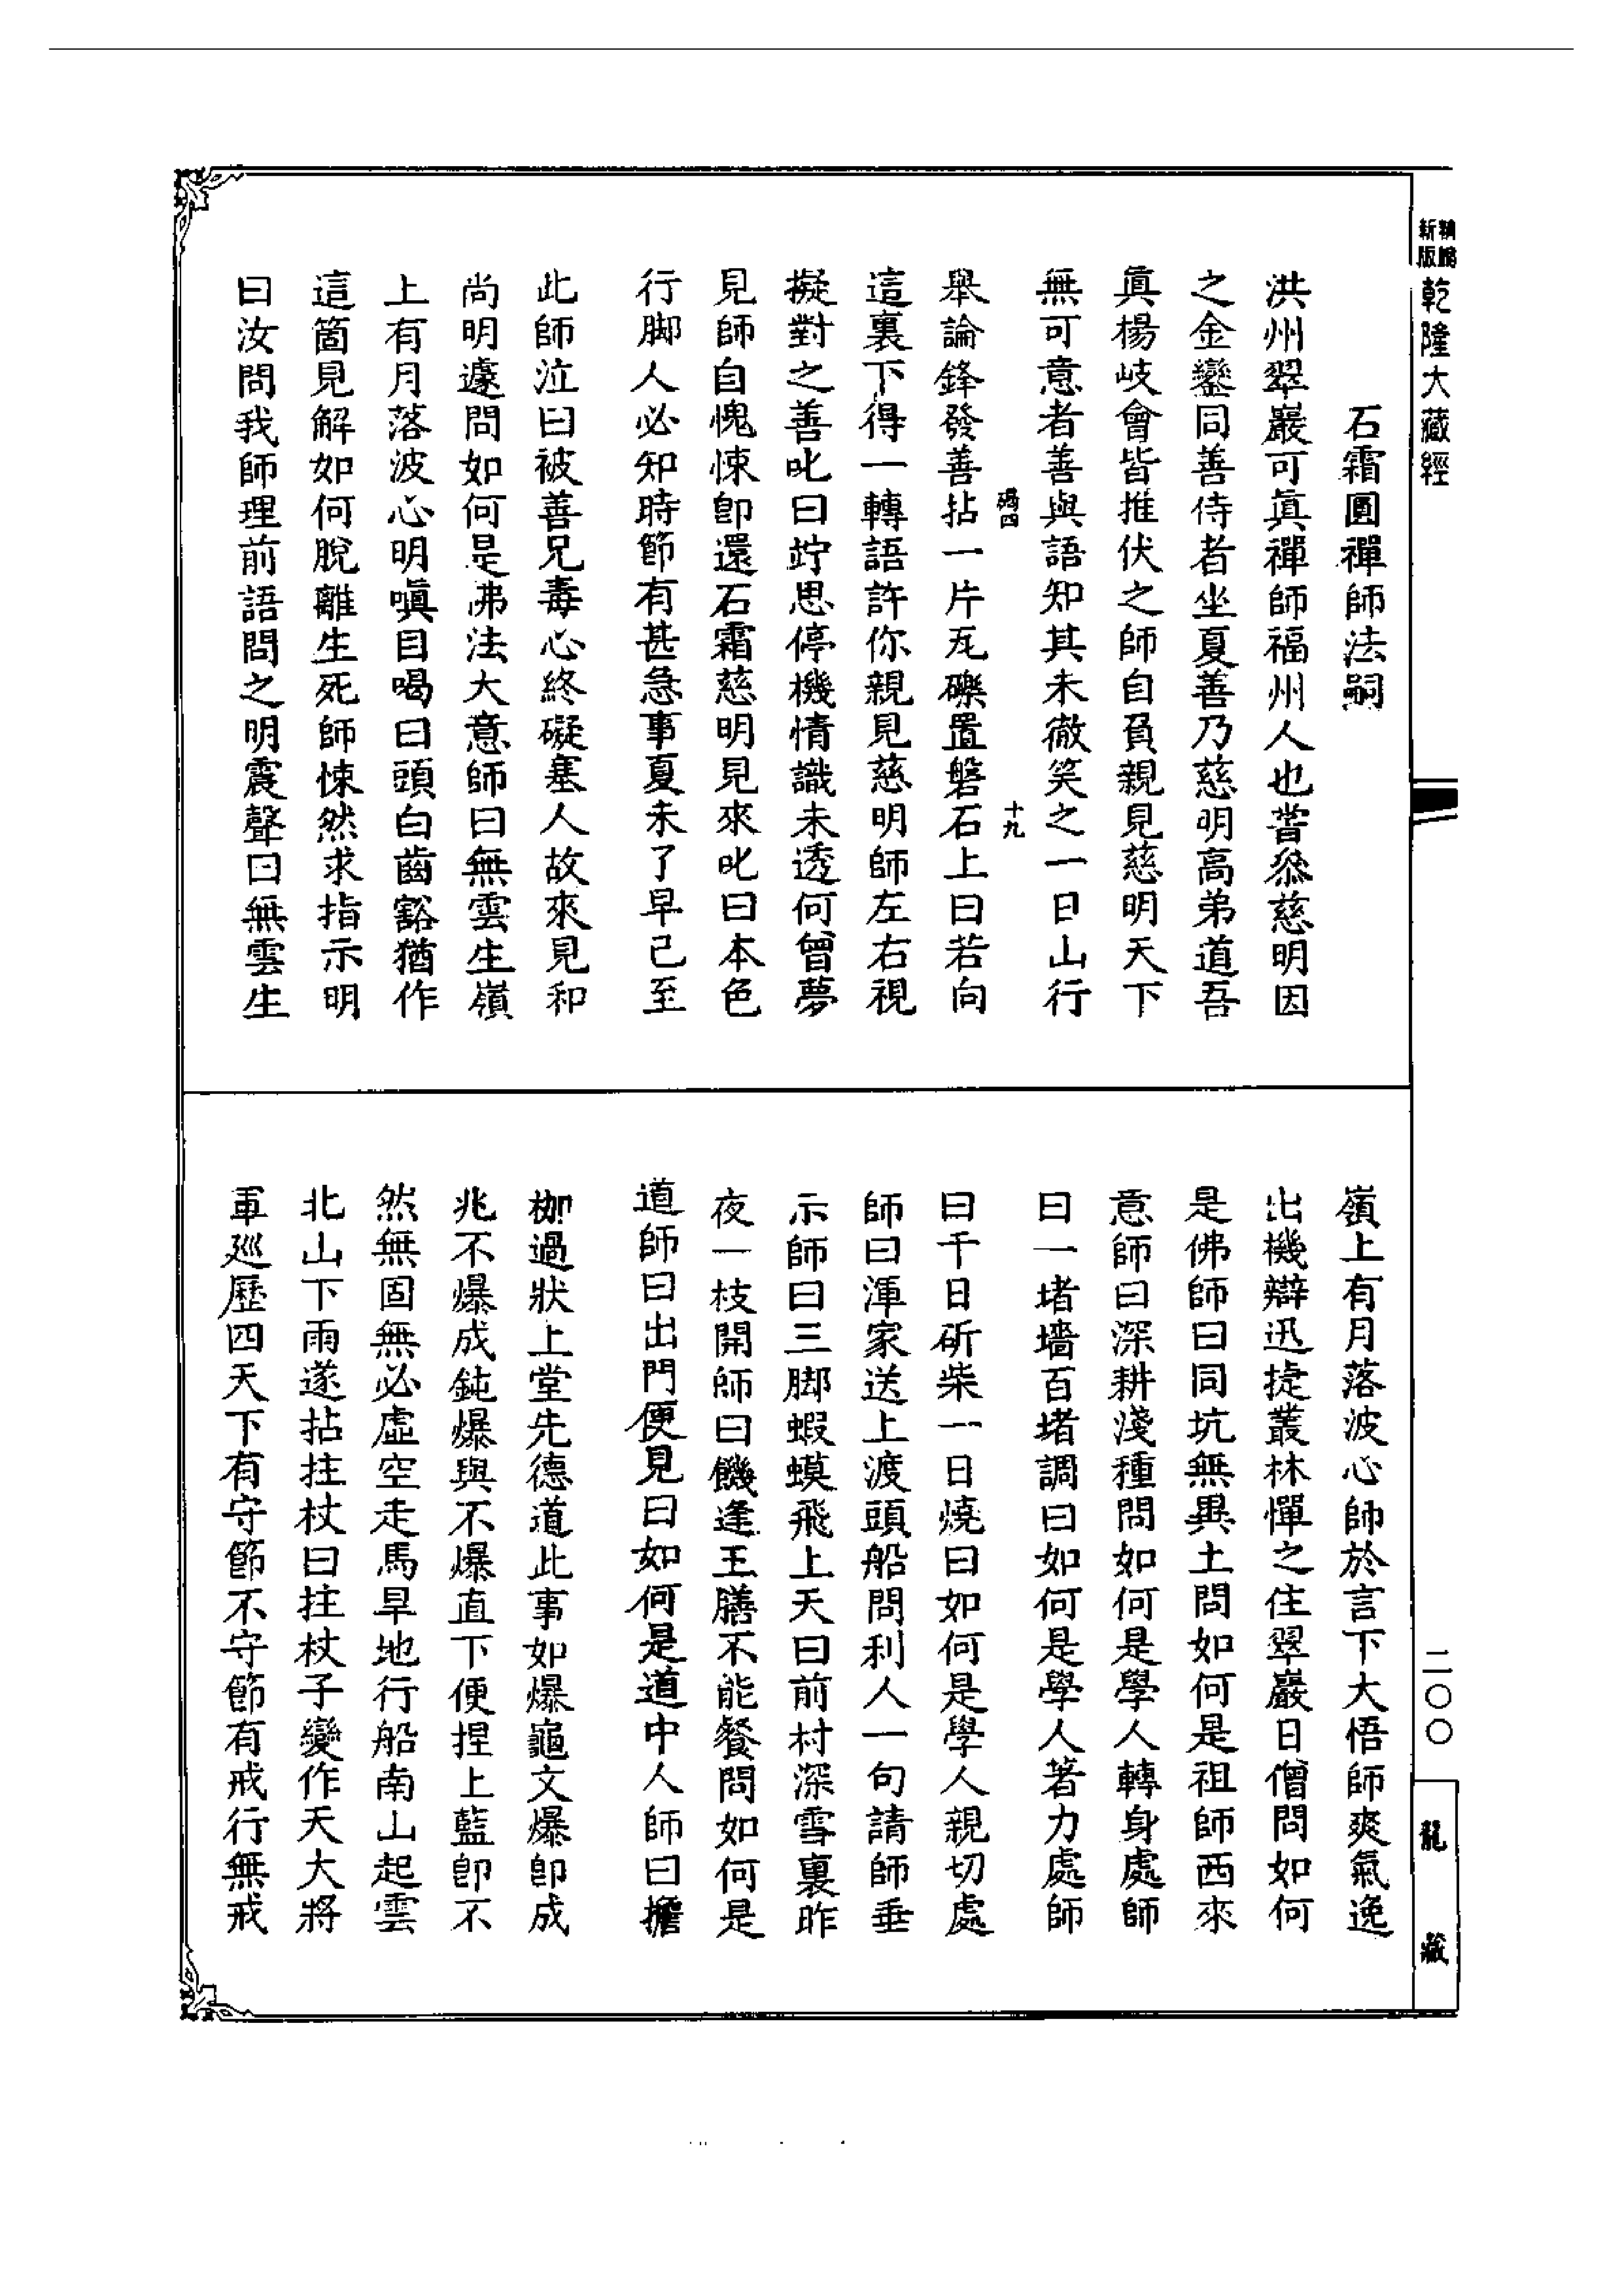 新版
精縮
乾隆大藏經
石霜圓禪師法嗣
洪州翠巖可眞禪師福州人也甞叅慈明因
之金鑾同善侍者坐夏善乃慈明高弟道吾
眞楊岐會皆推伏之師自負親見慈明天下
無可意者善與語知其未徹笑之一日山行
碼四
十九
舉論鋒發善拈一片瓦礫置磐石上曰若向
這裏下得一轉語許你親見慈明師左右視
擬對之善叱曰竚思停機情識未透何曾夢
見師自愧悚卽還石霜慈明見來叱曰本色
行脚人必知時節有甚急事夏未了早已至
此師泣曰被善兄毒心終礙塞人故來見和
尚明遽問如何是佛法大意師曰無雲生嶺
上有月落波心明嗔目喝曰頭白齒豁猶作
這箇見解如何脫離生死師悚然求指示明
曰汝問我師理前語問之明震聲曰無雲生
嶺上有月落波心師於言下大悟師爽氣逸
出機辯迅捷叢林憚之住翠巖日僧問如何
是佛師曰同坑無異土問如何是祖師西來
意師曰深耕淺種問如何是學人轉身處師
曰一堵墻百堵調曰如何是學人著力處師
曰千日斫柴一日燒曰如何是學人親切處
師曰渾家送上渡頭船問利人一句請師垂
示師曰三脚蝦蟆飛上天曰前村深雪裏昨
夜一枝開師曰饑逢王膳不能餐問如何是
道師曰出門便見曰如何是道中人師曰擔
枷過狀上堂先德道此事如爆龜文爆卽成
兆不爆成鈍爆與不爆直下便捏上藍卽不
然無固無必虛空走馬旱地行船南山起雲
北山下雨遂拈拄杖曰拄杖子變作天大將
軍巡歷四天下有守節不守節有戒行無戒
二〇〇
龍藏